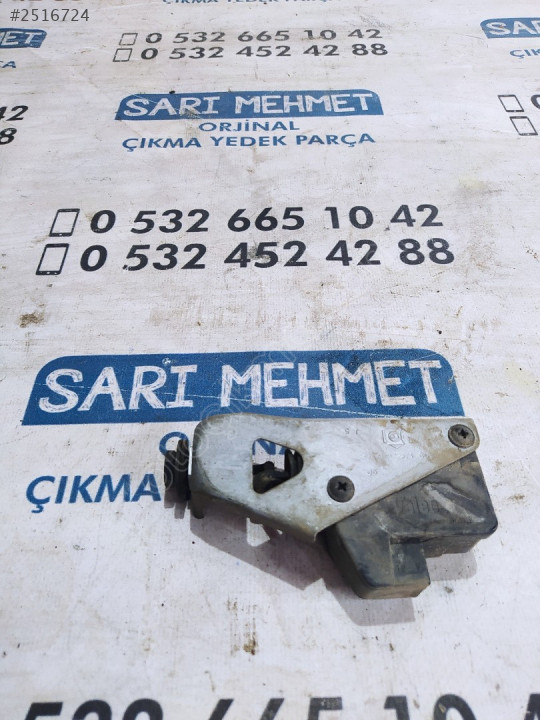 #2516724
0 532 665 10 42
0 532 452 42 88
SARI MEHMET
ORJİNAL
ÇIKMA YEDEK PARÇA
0 532 665 10 42
0 532 452 42 88
SARI MEHMET
ÇIKMA